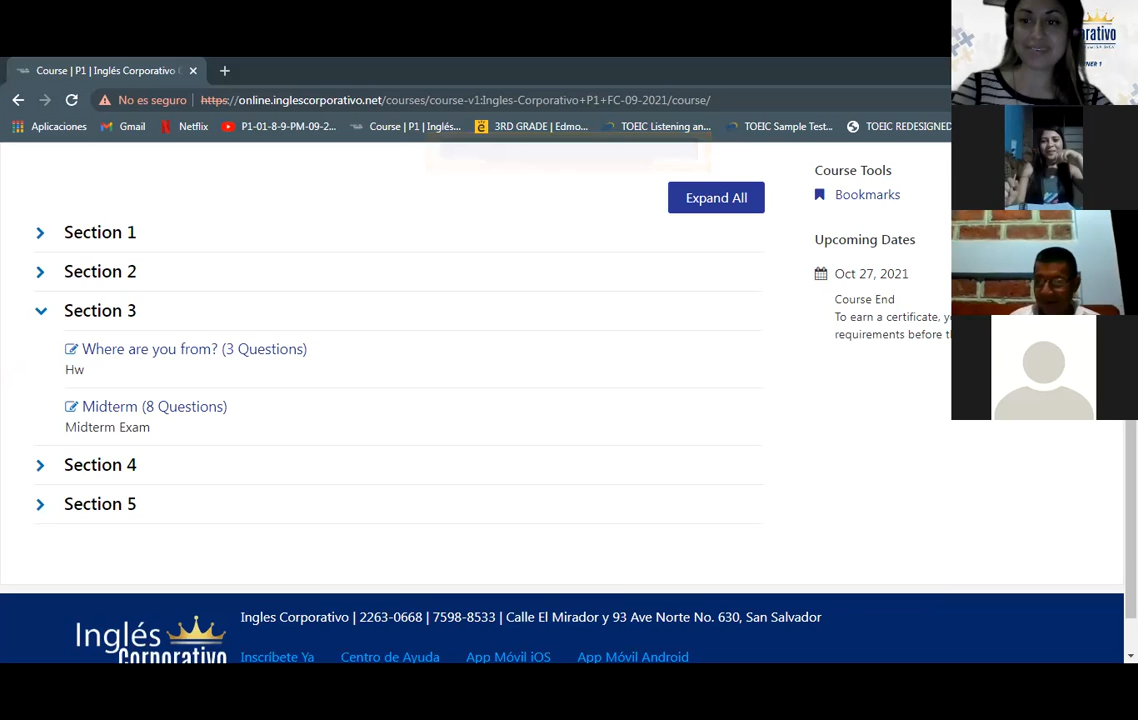 Course | P1 | Inglés Corporativo
No es seguro
https://online.inglescorporativo.net/courses/course-v1:Ingles-Corporativo+P1+FC-09-2021/course/
Aplicaciones
Gmail
Netflix
P1-01-8-9-PM-09-2...
Course | P1 | Inglés...
3RD GRADE | Edmo...
TOEIC Listening an...
TOEIC Sample Test...
TOEIC REDESIGNED
rativo
NER 1
Expand All
Section 1
Section 2
Section 3
Where are you from? (3 Questions)
Hw
Midterm (8 Questions)
Midterm Exam
Section 4
Section 5
Course Tools
Bookmarks
Upcoming Dates
Oct 27, 2021
Course End
To earn a certificate, y
requirements before t
Inglés
Corporativo
Ingles Corporativo | 2263-0668 | 7598-8533 | Calle El Mirador y 93 Ave Norte No. 630, San Salvador
Inscríbete Ya
Centro de Ayuda
App Móvil iOS
App Móvil Android